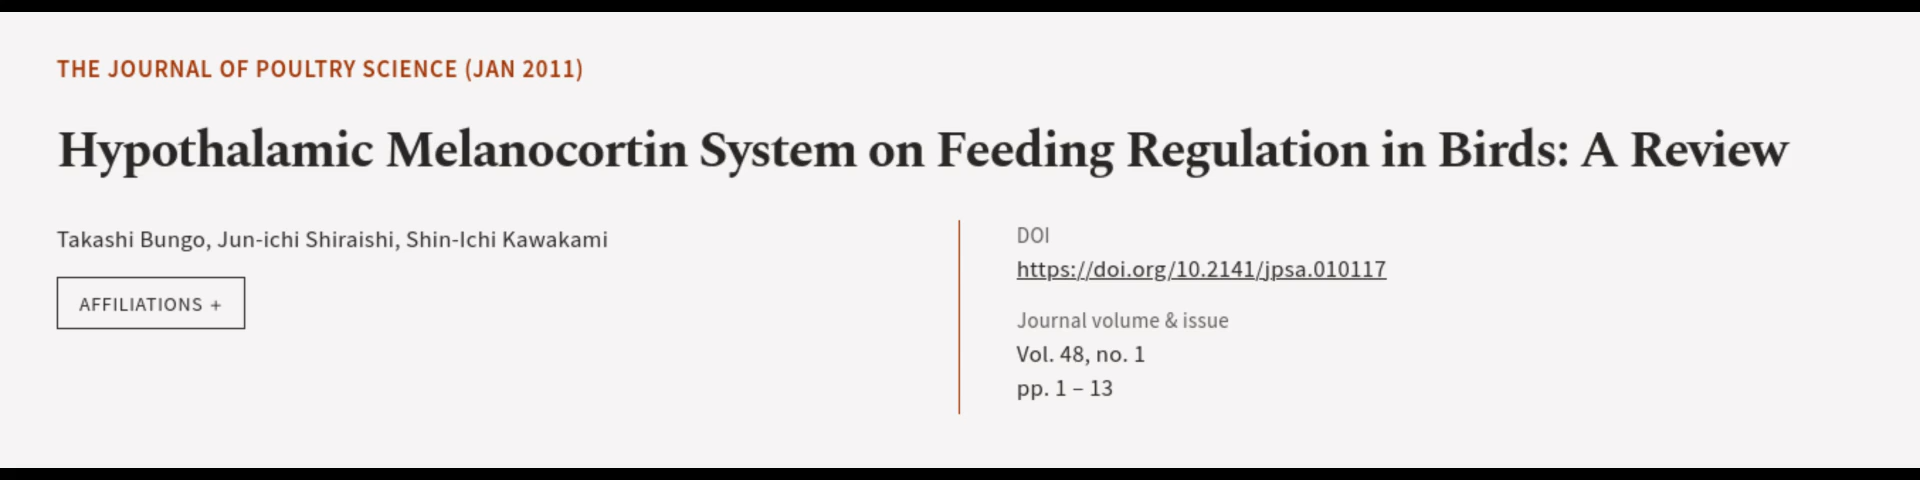 THE JOURNAL OF POULTRY SCIENCE (JAN 2011)
Hypothalamic Melanocortin System on Feeding Regulation in Birds: A Review
Takashi Bungo, Jun-ichi Shiraishi, Shin-Ichi Kawakami
AFFILIATIONS +
DOI
https://doi.org/10.2141/jpsa.010117
Journal volume & issue
Vol. 48, no. 1
pp. 1 – 13